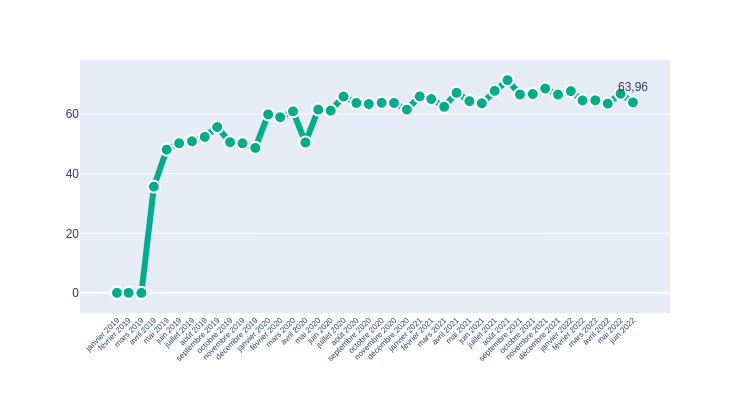 63,96
60
40
20
0
janvier 2019
février 2019
mars 2019
avril 2019
mai 2019
juin 2019
juillet 2019
août 2019
septembre 2019
octobre 2019
novembre 2019
décembre 2019
janvier 2020
février 2020
mars 2020
avril 2020
mai 2020
juin 2020
juillet 2020
août 2020
septembre 2020
octobre 2020
novembre 2020
décembre 2020
janvier 2021
février 2021
mars 2021
avril 2021
mai 2021
juin 2021
juillet 2021
août 2021
septembre 2021
octobre 2021
novembre 2021
décembre 2021
janvier 2022
février 2022
mars 2022
avril 2022
mai 2022
juin 2022